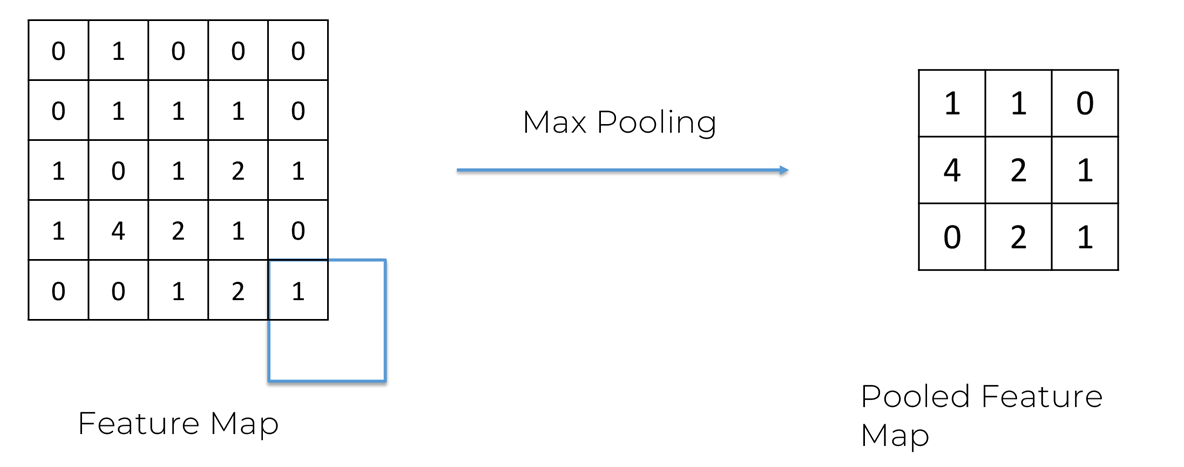 0 1 0 0 0
0 1 1 1 0
1 0 1 2 1
1 4 2 1 0
0 0 1 2 1
Feature Map
Max Pooling
1 1 0
4 2 1
0 2 1
Pooled Feature
Map